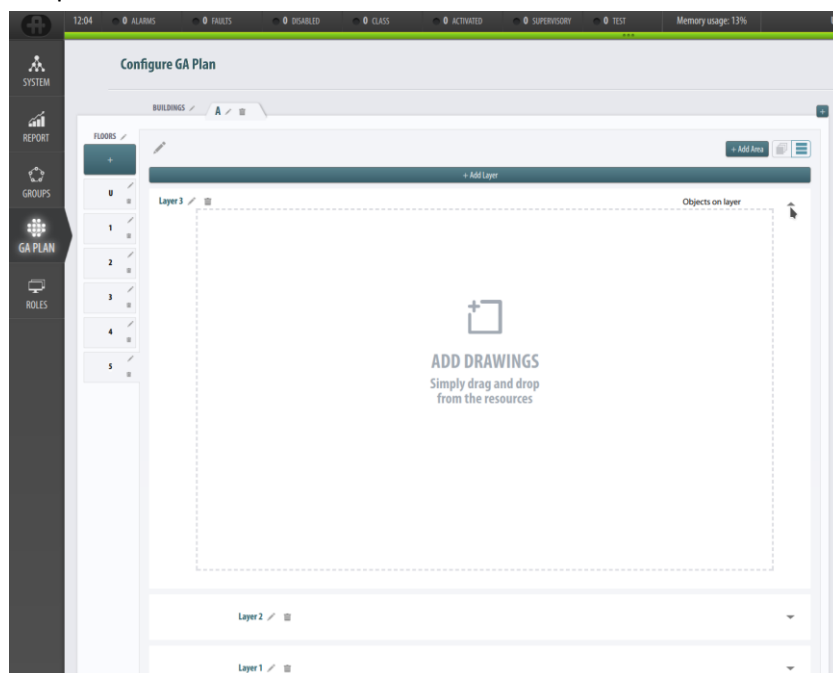 12:04 0 ALARMS 0 FAULTS 0 DISABLED 0 CLASS 0 ACTIVATED 0 SUPERVISORY 0 TEST Memory usage: 13%
SYSTEM
REPORT
GROUPS
GA PLAN
ROLES
Configure GA Plan
BUILDINGS A
+
FLOORS
+
U
1
2
3
4
5
+ Add Area
+ Add Layer
Layer 3 Objects on layer
ADD DRAWINGS
Simply drag and drop
from the resources
Layer 2
Layer 1